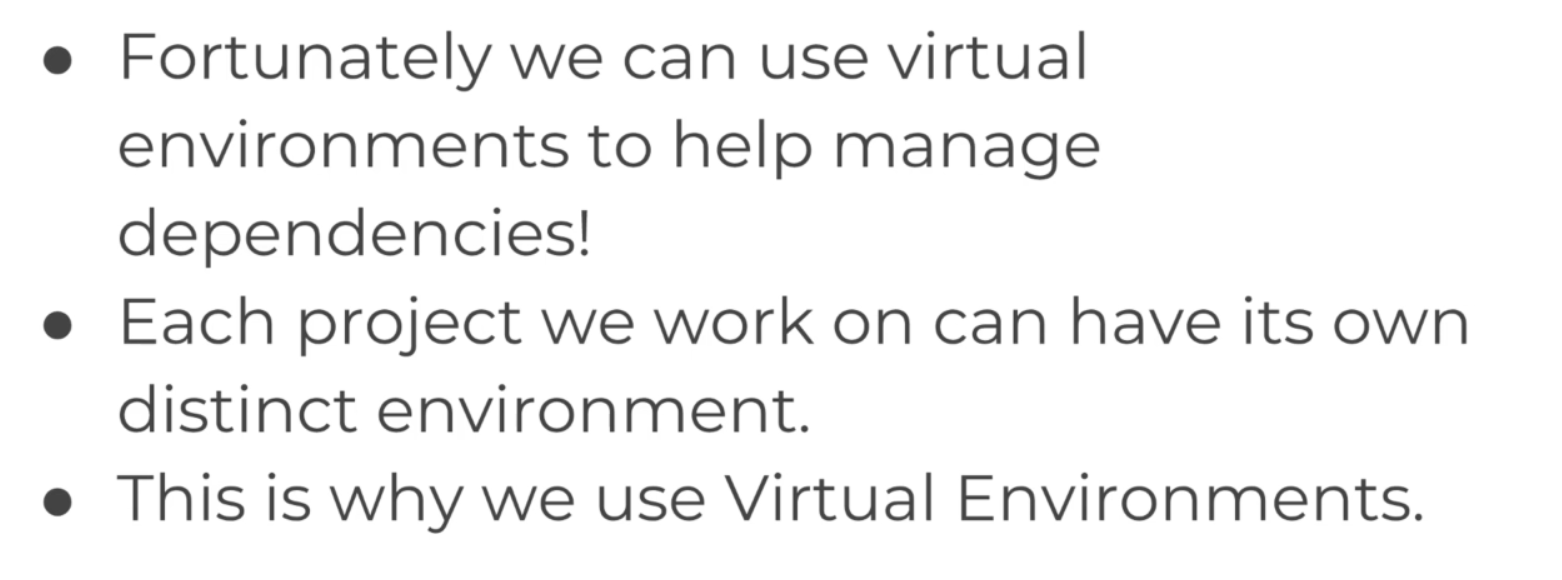 ● Fortunately we can use virtual
environments to help manage
dependencies!
● Each project we work on can have its own
distinct environment.
● This is why we use Virtual Environments.